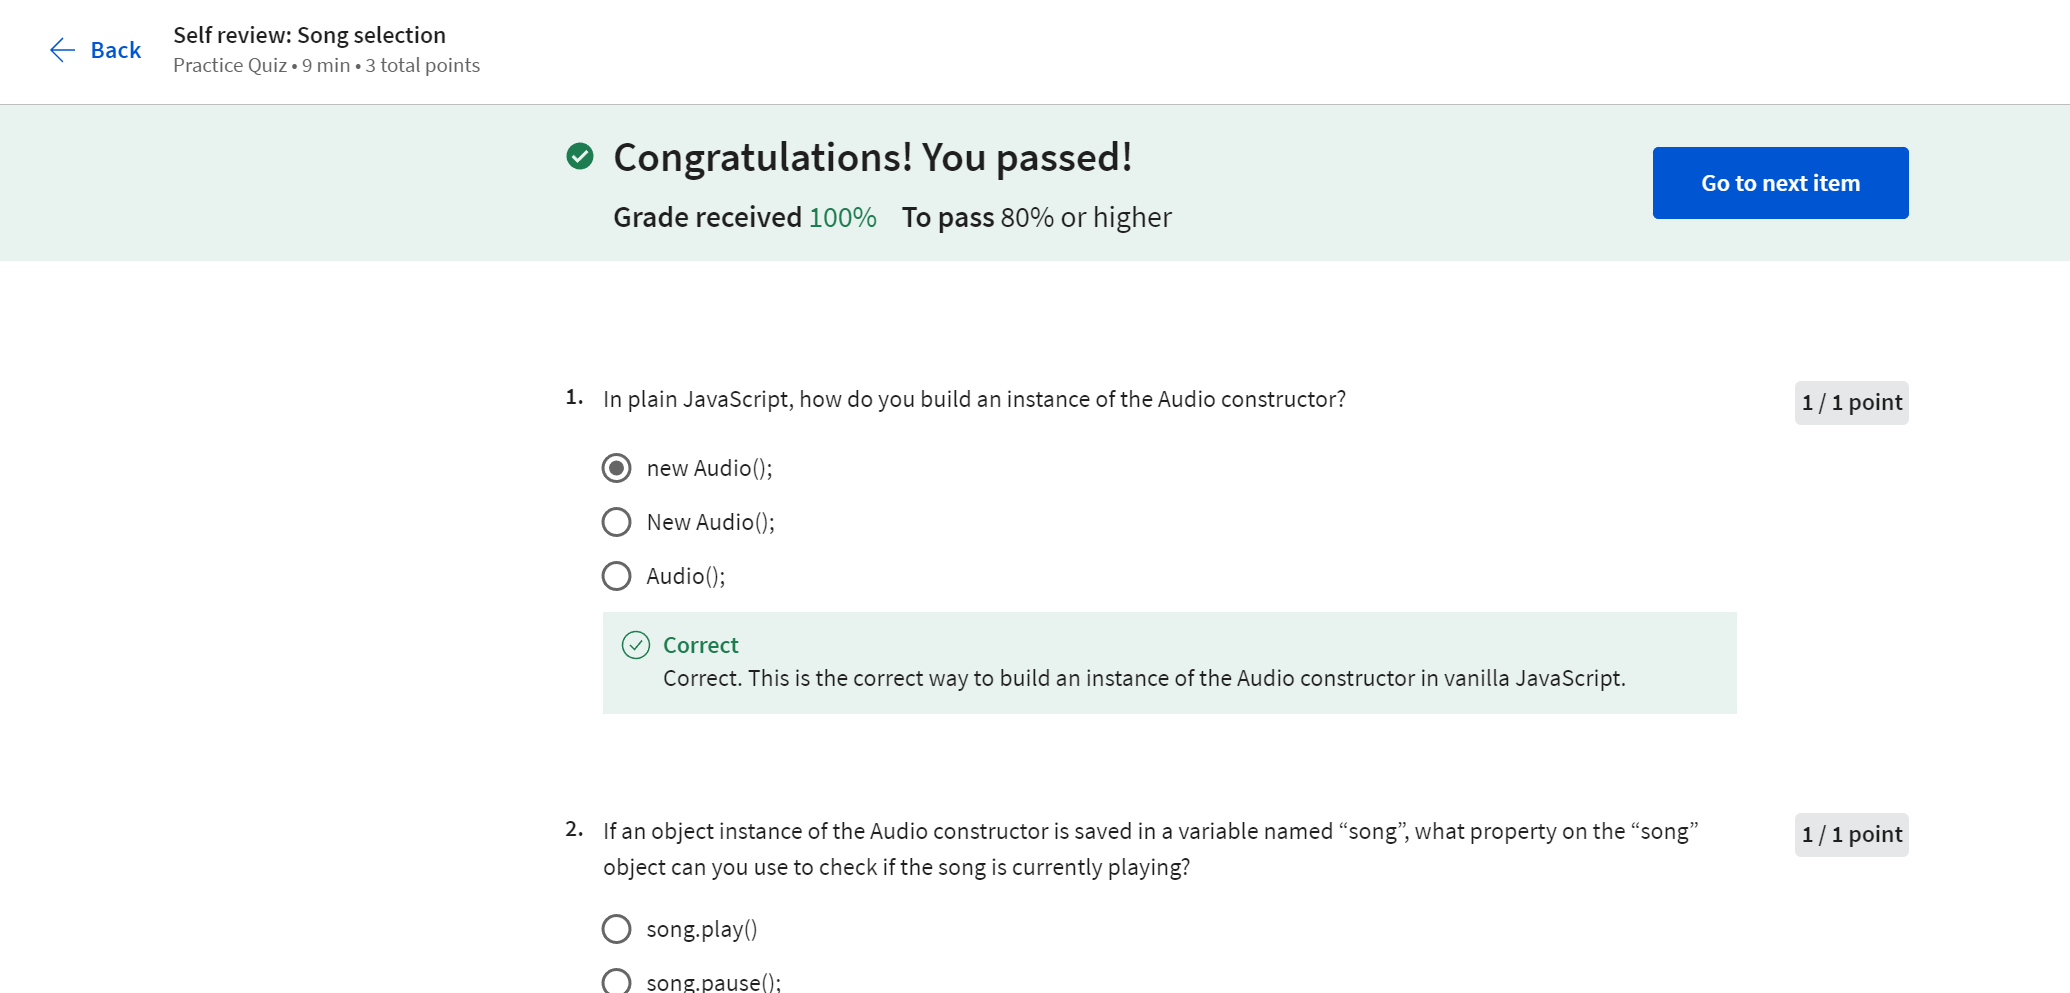 Back
Self review: Song selection
Practice Quiz • 9 min • 3 total points
Congratulations! You passed!
Grade received 100% To pass 80% or higher
Go to next item
1. In plain JavaScript, how do you build an instance of the Audio constructor?
1 / 1 point
new Audio();
New Audio();
Audio();
Correct
Correct. This is the correct way to build an instance of the Audio constructor in vanilla JavaScript.
2. If an object instance of the Audio constructor is saved in a variable named “song”, what property on the “song”
object can you use to check if the song is currently playing?
1 / 1 point
song.play()
song.pause();